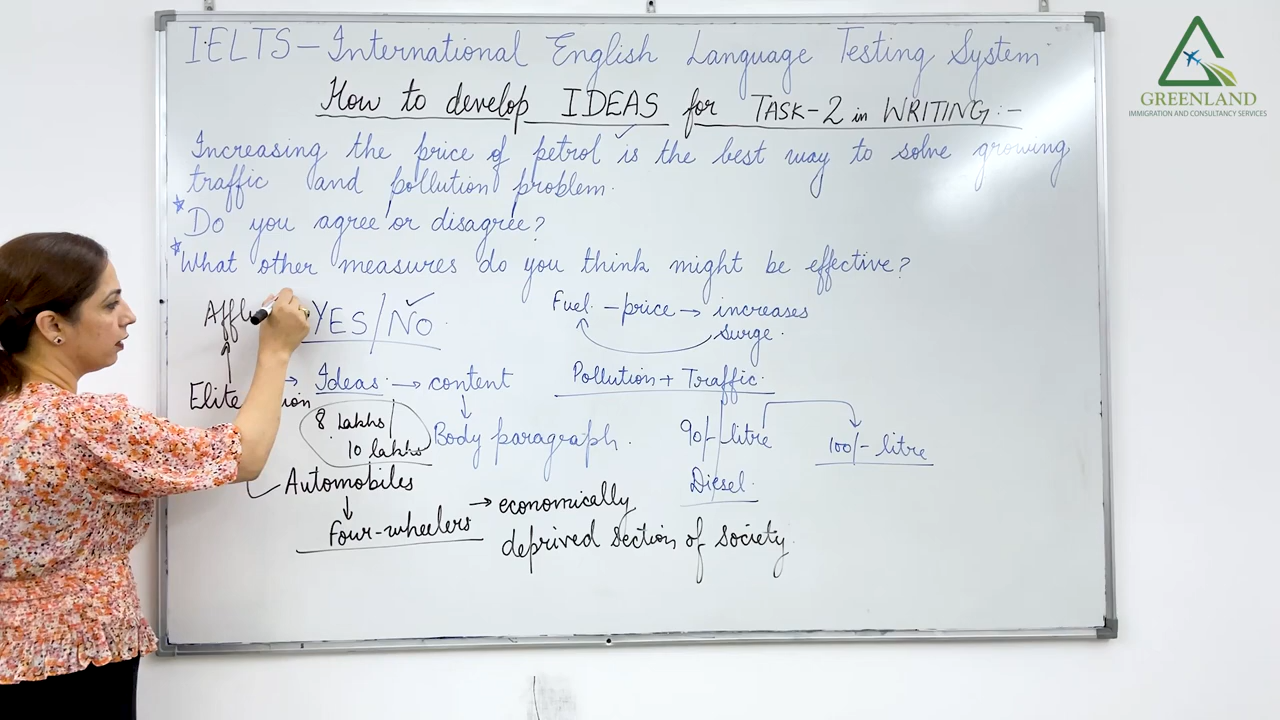 IELTS – International English Language Testing System
GREENLAND
IMMIGRATION AND CONSULTANCY SERVICES
How to develop IDEAS for TASK-2 in WRITING:-
Increasing the price of petrol is the best way to solve growing
traffic and pollution problem.
* Do you agree or disagree?
* What other measures do you think might be effective?
YES/NO
Fuel – price → increases
surge.
→ Ideas → content
Pollution + Traffic
Elite
8 lakhs
10 lakhs
Body paragraph.
90/- litre
100/- litre
Diesel.
Automobiles
Four-wheelers → economically
deprived section of society.